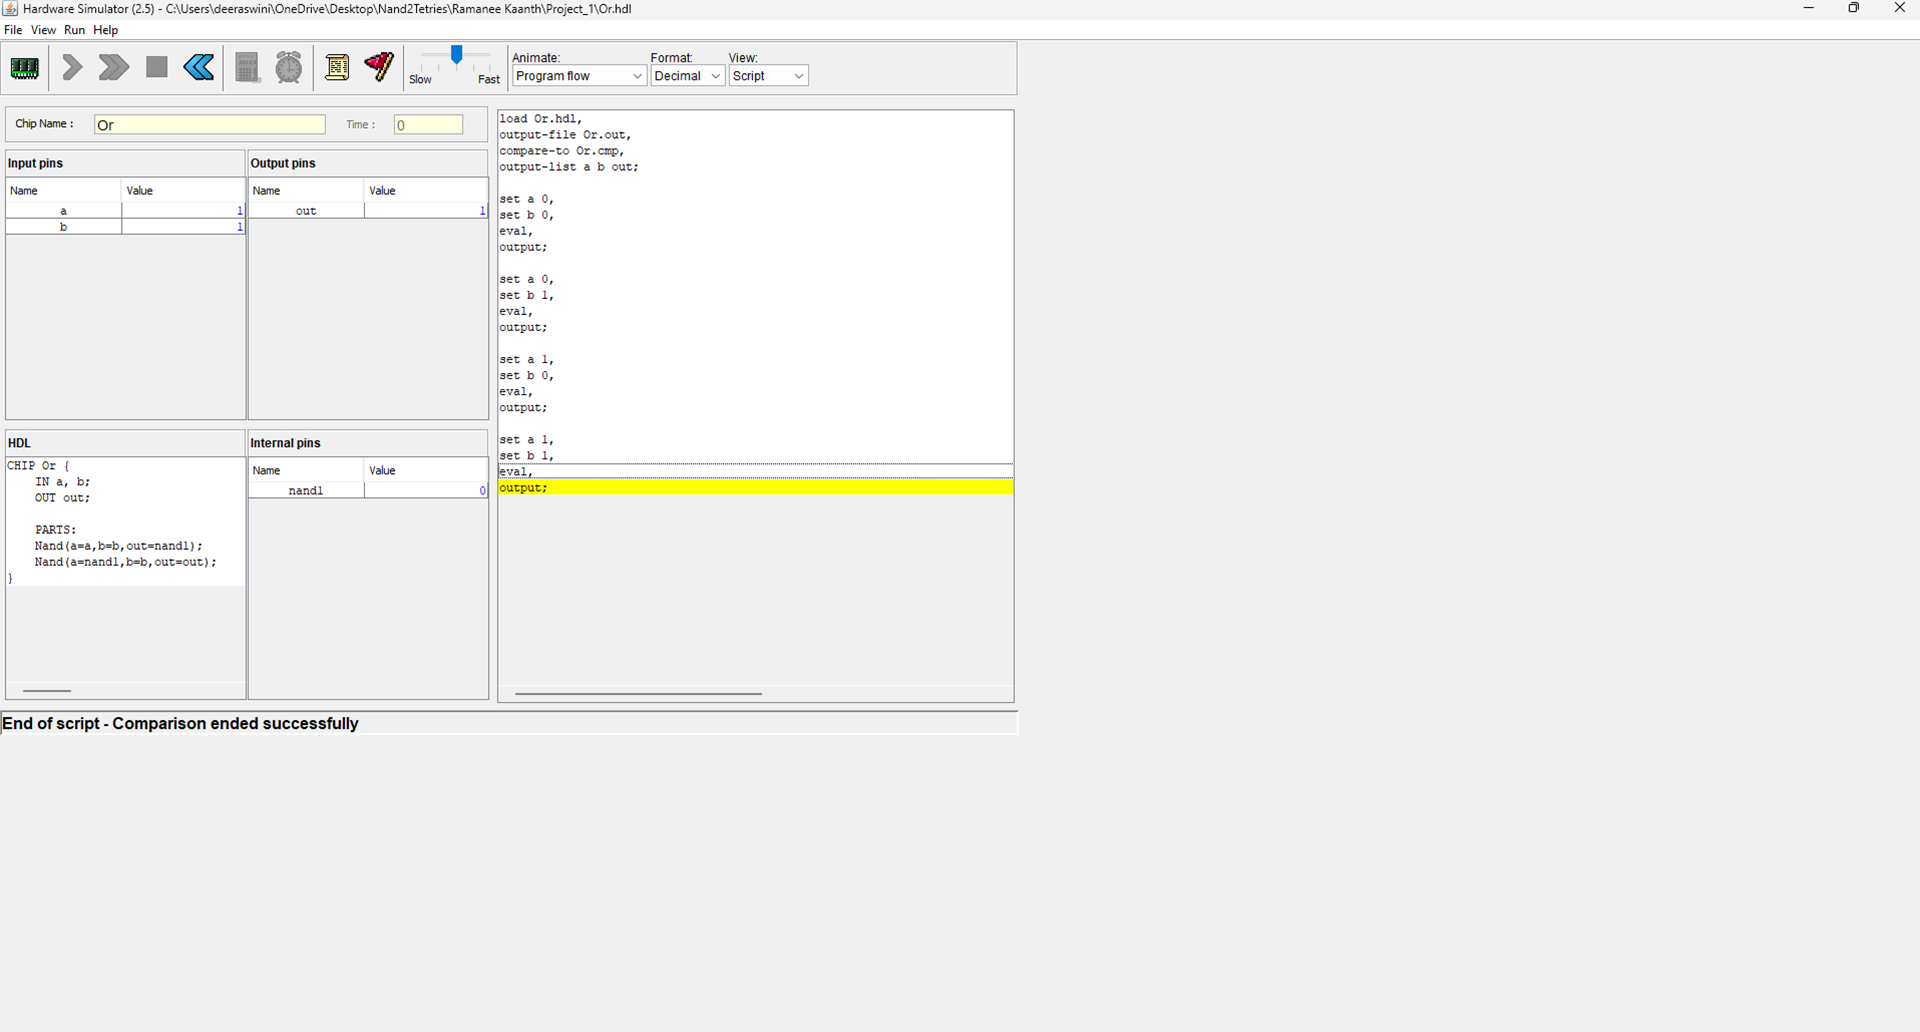 Hardware Simulator (2.5) - C:\Users\deeraswini\OneDrive\Desktop\Nand2Tetries\Ramanee Kaanth\Project_1\Or.hdl
File View Run Help
Slow Fast
Animate: Format: View:
Program flow Decimal Script
Chip Name : Or Time : 0
Input pins Output pins
Name Value Name Value
a 1 out 1
b 1
HDL Internal pins
Name Value
nand1 0
CHIP Or {
    IN a, b;
    OUT out;

    PARTS:
    Nand(a=a,b=b,out=nand1);
    Nand(a=nand1,b=b,out=out);
}
load Or.hdl,
output-file Or.out,
compare-to Or.cmp,
output-list a b out;

set a 0,
set b 0,
eval,
output;

set a 0,
set b 1,
eval,
output;

set a 1,
set b 0,
eval,
output;

set a 1,
set b 1,
eval,
output;
End of script - Comparison ended successfully